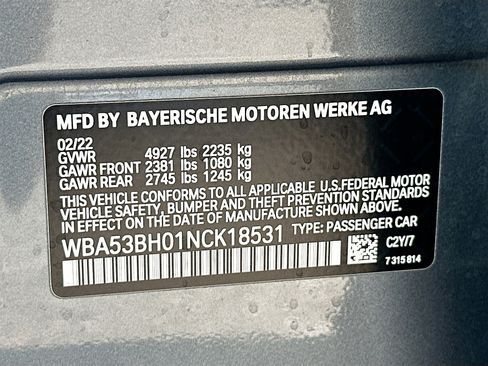 MFD BY BAYERISCHE MOTOREN WERKE AG
02/22
GVWR 4927 lbs 2235 kg
GAWR FRONT 2381 lbs 1080 kg
GAWR REAR 2745 lbs 1245 kg
THIS VEHICLE CONFORMS TO ALL APPLICABLE U.S.FEDERAL MOTOR
VEHICLE SAFETY, BUMPER, AND THEFT PREVENTION STANDARDS
IN EFFECT ON THE DATE OF MANUFACTURE SHOWN ABOVE.
WBA53BH01NCK18531 TYPE: PASSENGER CAR
C2Y/7
7 315 814